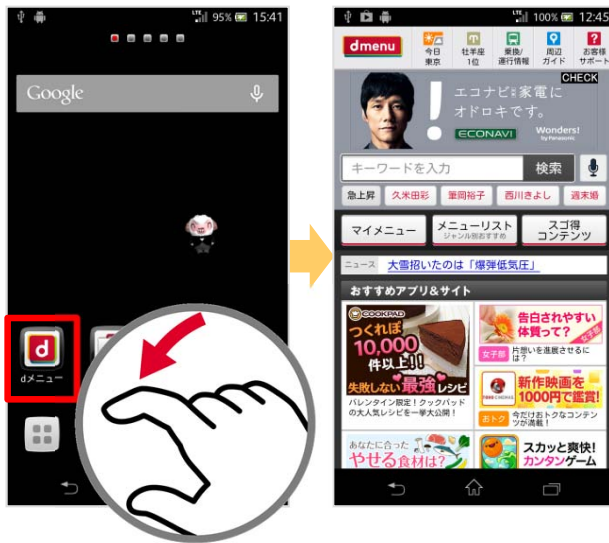 LTE 95% 15:41
Google
d
dメニュー
LTE 100% 12:45
dmenu
今日
東京
牡羊座
1位
乗換/
運行情報
周辺
ガイド
お客様
サポート
CHECK
エコナビ※家電に
オドロキです。
ECONAVI
Wonders!
by Panasonic
キーワードを入力
検索
急上昇
久米田彩
筆岡裕子
西川きよし
週末婚
マイメニュー
メニューリスト
ジャンル別おすすめ
スゴ得
コンテンツ
ニュース
大雪招いたのは「爆弾低気圧」
おすすめアプリ&サイト
COOKPAD
つくれぽ
10,000
件以上!!
失敗しない最強レシピ
バレンタイン限定!クックパッド
の大人気レシピを一挙大公開!
告白されやすい
体質って?
女子部
女子部
片想いを進展させるに
は?
新作映画を
1000円で鑑賞!
おトク
今だけおトクなコンテン
ツが満載!
あなたに合った
やせる食材は?
スカッと爽快!
カンタンゲーム